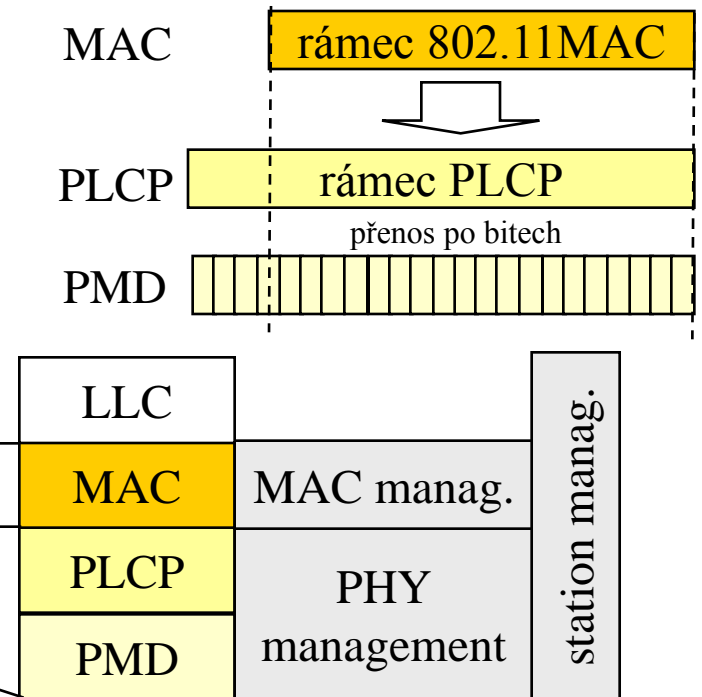 MAC
rámec 802.11MAC
PLCP
rámec PLCP
přenos po bitech
PMD
LLC
MAC
MAC manag.
PLCP
PHY
management
PMD
station manag.